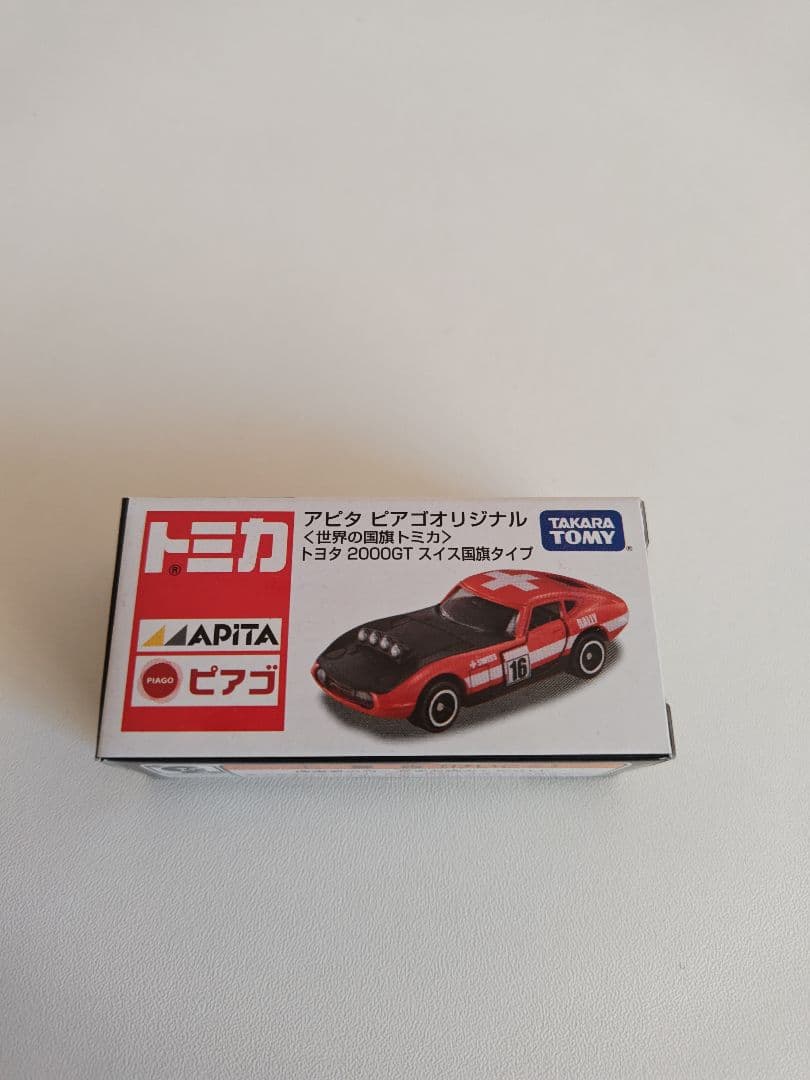 トミカ
®
APiTA
PIAGO ピアゴ
アピタ ピアゴオリジナル
<世界の国旗トミカ>
トヨタ 2000GT スイス国旗タイプ
TAKARA
TOMY®
16
RALLY